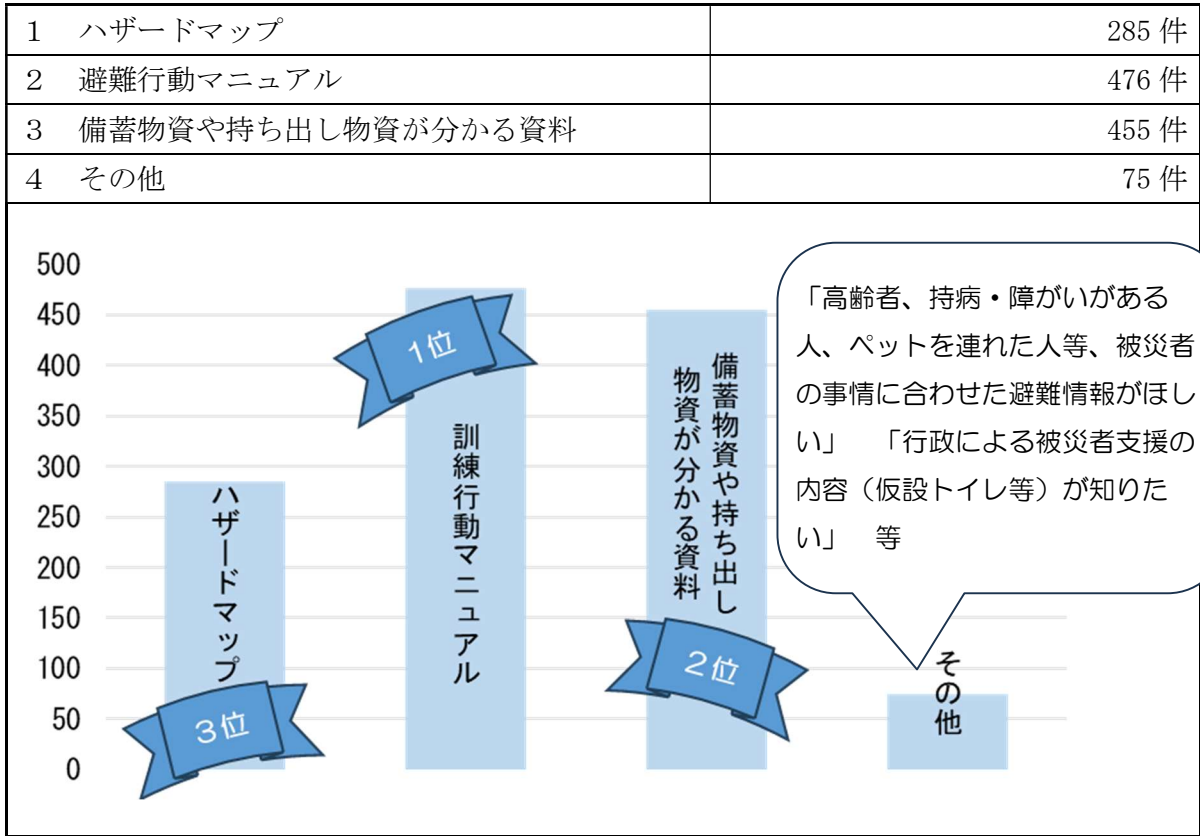 １　ハザードマップ　285 件
２　避難行動マニュアル　476 件
３　備蓄物資や持ち出し物資が分かる資料　455 件
４　その他　75 件
500
450
400
350
300
250
200
150
100
50
0
ハザードマップ
３位
１位
訓練行動マニュアル
備蓄物資や持ち出し
物資が分かる資料
２位
その他
「高齢者、持病・障がいがある
人、ペットを連れた人等、被災者
の事情に合わせた避難情報がほし
い」　「行政による被災者支援の
内容（仮設トイレ等）が知りた
い」　等